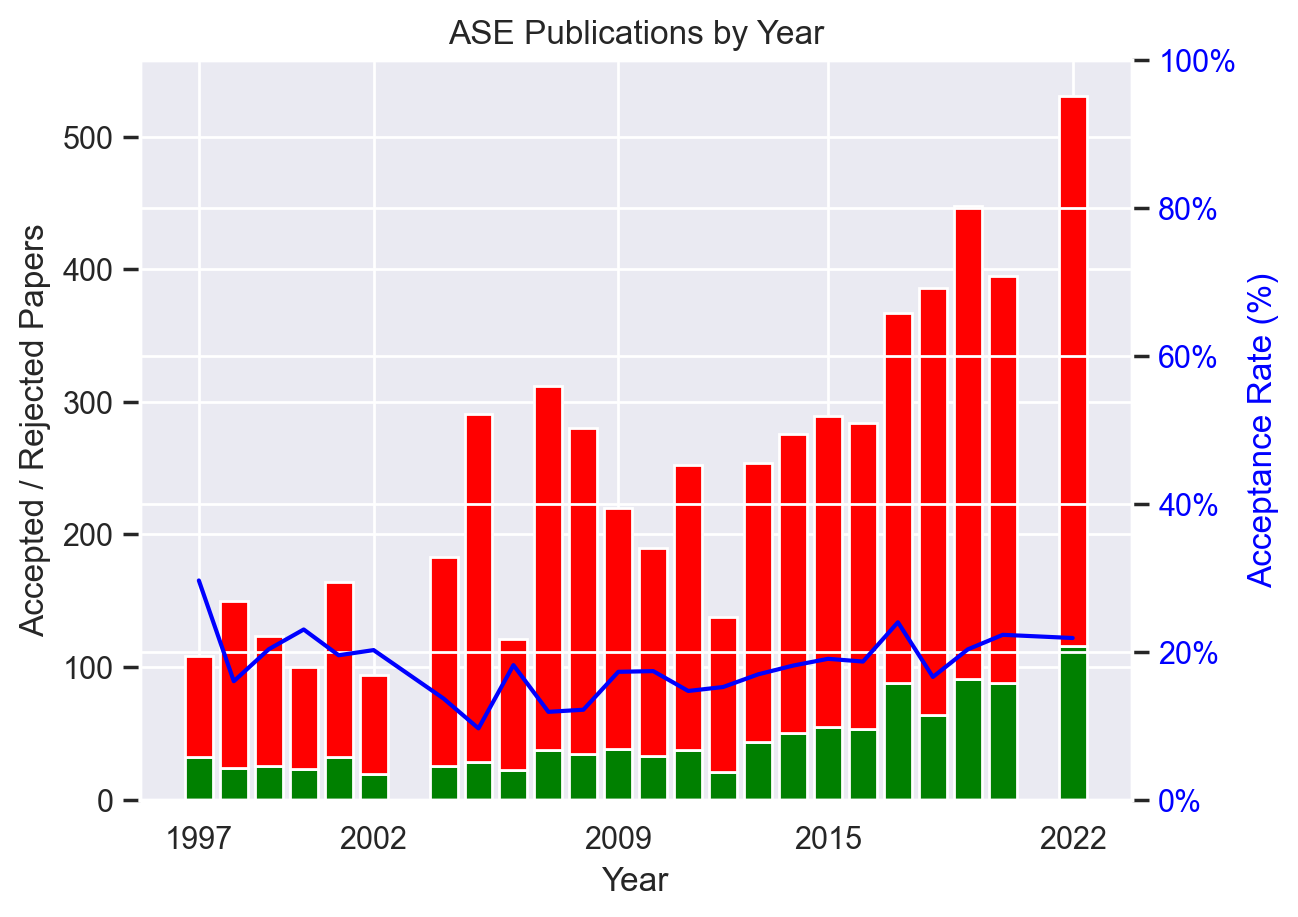 ASE Publications by Year
Accepted / Rejected Papers
500
400
300
200
100
0
100%
80%
60%
40%
20%
0%
Acceptance Rate (%)
1997 2002 2009 2015 2022
Year